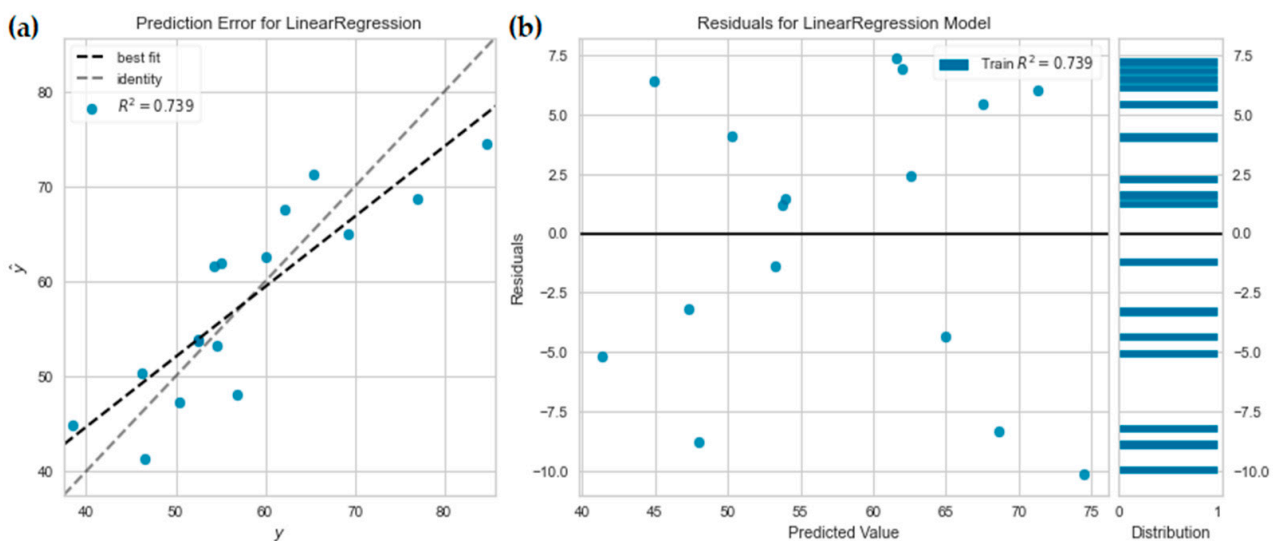 (a)
Prediction Error for LinearRegression
best fit
identity
R² = 0.739
80
70
60
50
40
ŷ
40
50
60
70
80
y
(b)
Residuals for LinearRegression Model
Train R² = 0.739
7.5
5.0
2.5
0.0
−2.5
−5.0
−7.5
−10.0
Residuals
40
45
50
55
60
65
70
75
Predicted Value
7.5
5.0
2.5
0.0
−2.5
−5.0
−7.5
−10.0
0
1
Distribution